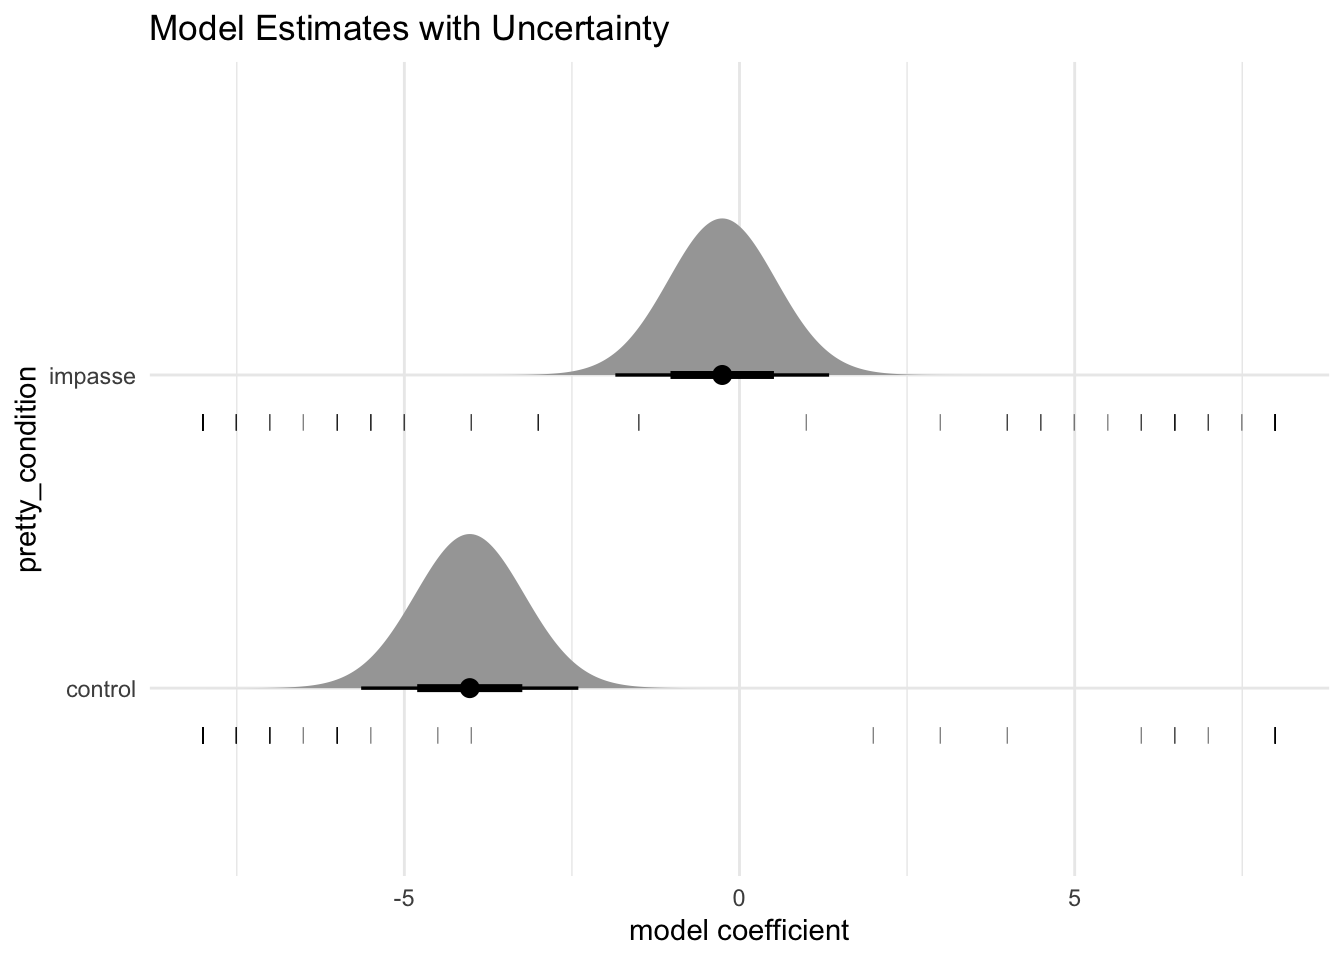 Model Estimates with Uncertainty
pretty_condition
impasse
control
-5 0 5
model coefficient